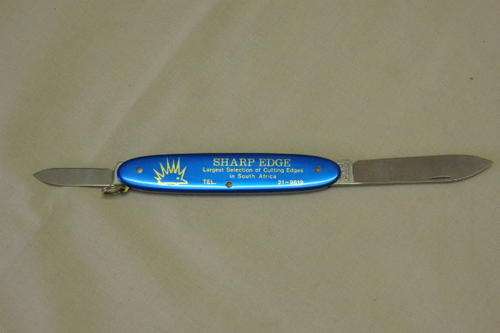 SHARP EDGE
Largest Selection of Cutting Edges
in South Africa
TEL.